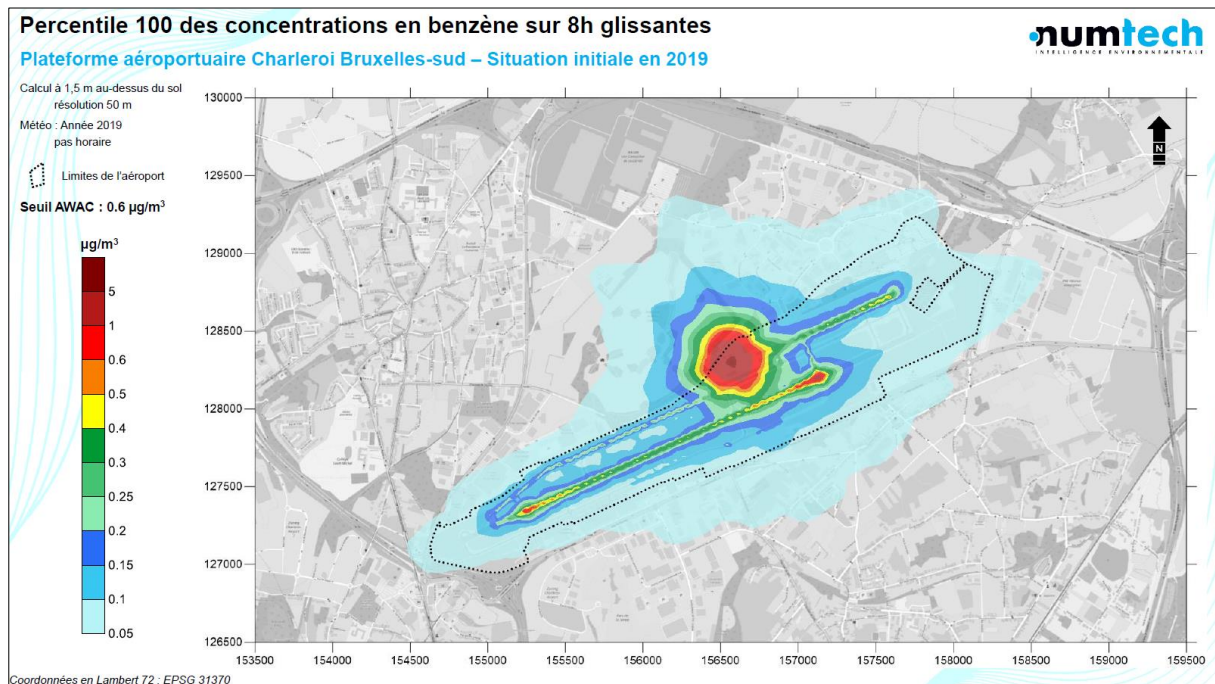 Percentile 100 des concentrations en benzène sur 8h glissantes
numtech
INTELLIGENCE ENVIRONNEMENTALE
Plateforme aéroportuaire Charleroi Bruxelles-sud – Situation initiale en 2019
Calcul à 1,5 m au-dessus du sol
résolution 50 m
Météo : Année 2019
pas horaire
Limites de l'aéroport
Seuil AWAC : 0.6 µg/m³
µg/m³
5
1
0.6
0.5
0.4
0.3
0.25
0.2
0.15
0.1
0.05
130000
129500
129000
128500
128000
127500
127000
126500
N
153500 154000 154500 155000 155500 156000 156500 157000 157500 158000 158500 159000 159500
Coordonnées en Lambert 72 : EPSG 31370